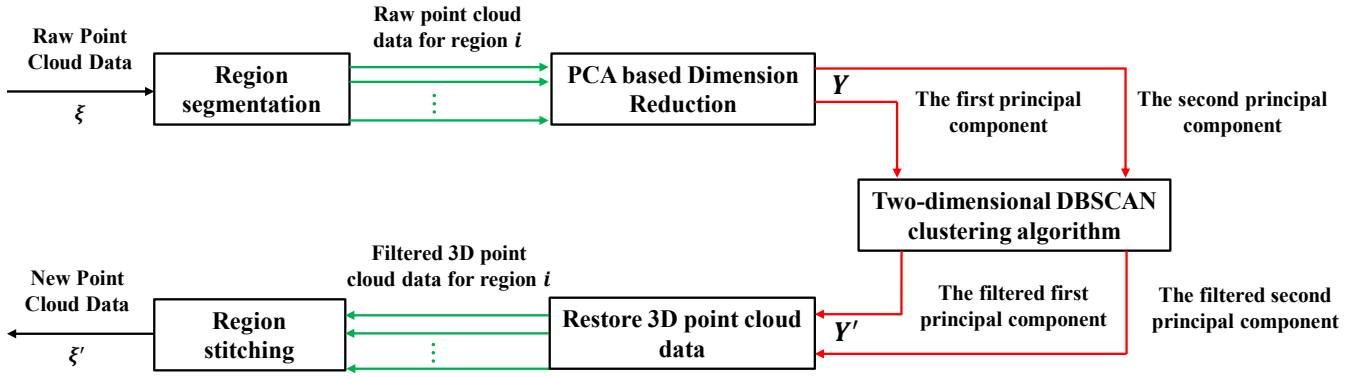 Raw Point
Cloud Data
ξ
Region
segmentation
Raw point cloud
data for region i
⋮
PCA based Dimension
Reduction
Y
The first principal
component
The second principal
component
Two-dimensional DBSCAN
clustering algorithm
The filtered first
principal component
The filtered second
principal component
Y′
Restore 3D point cloud
data
Filtered 3D point
cloud data for region i
⋮
Region
stitching
New Point
Cloud Data
ξ′